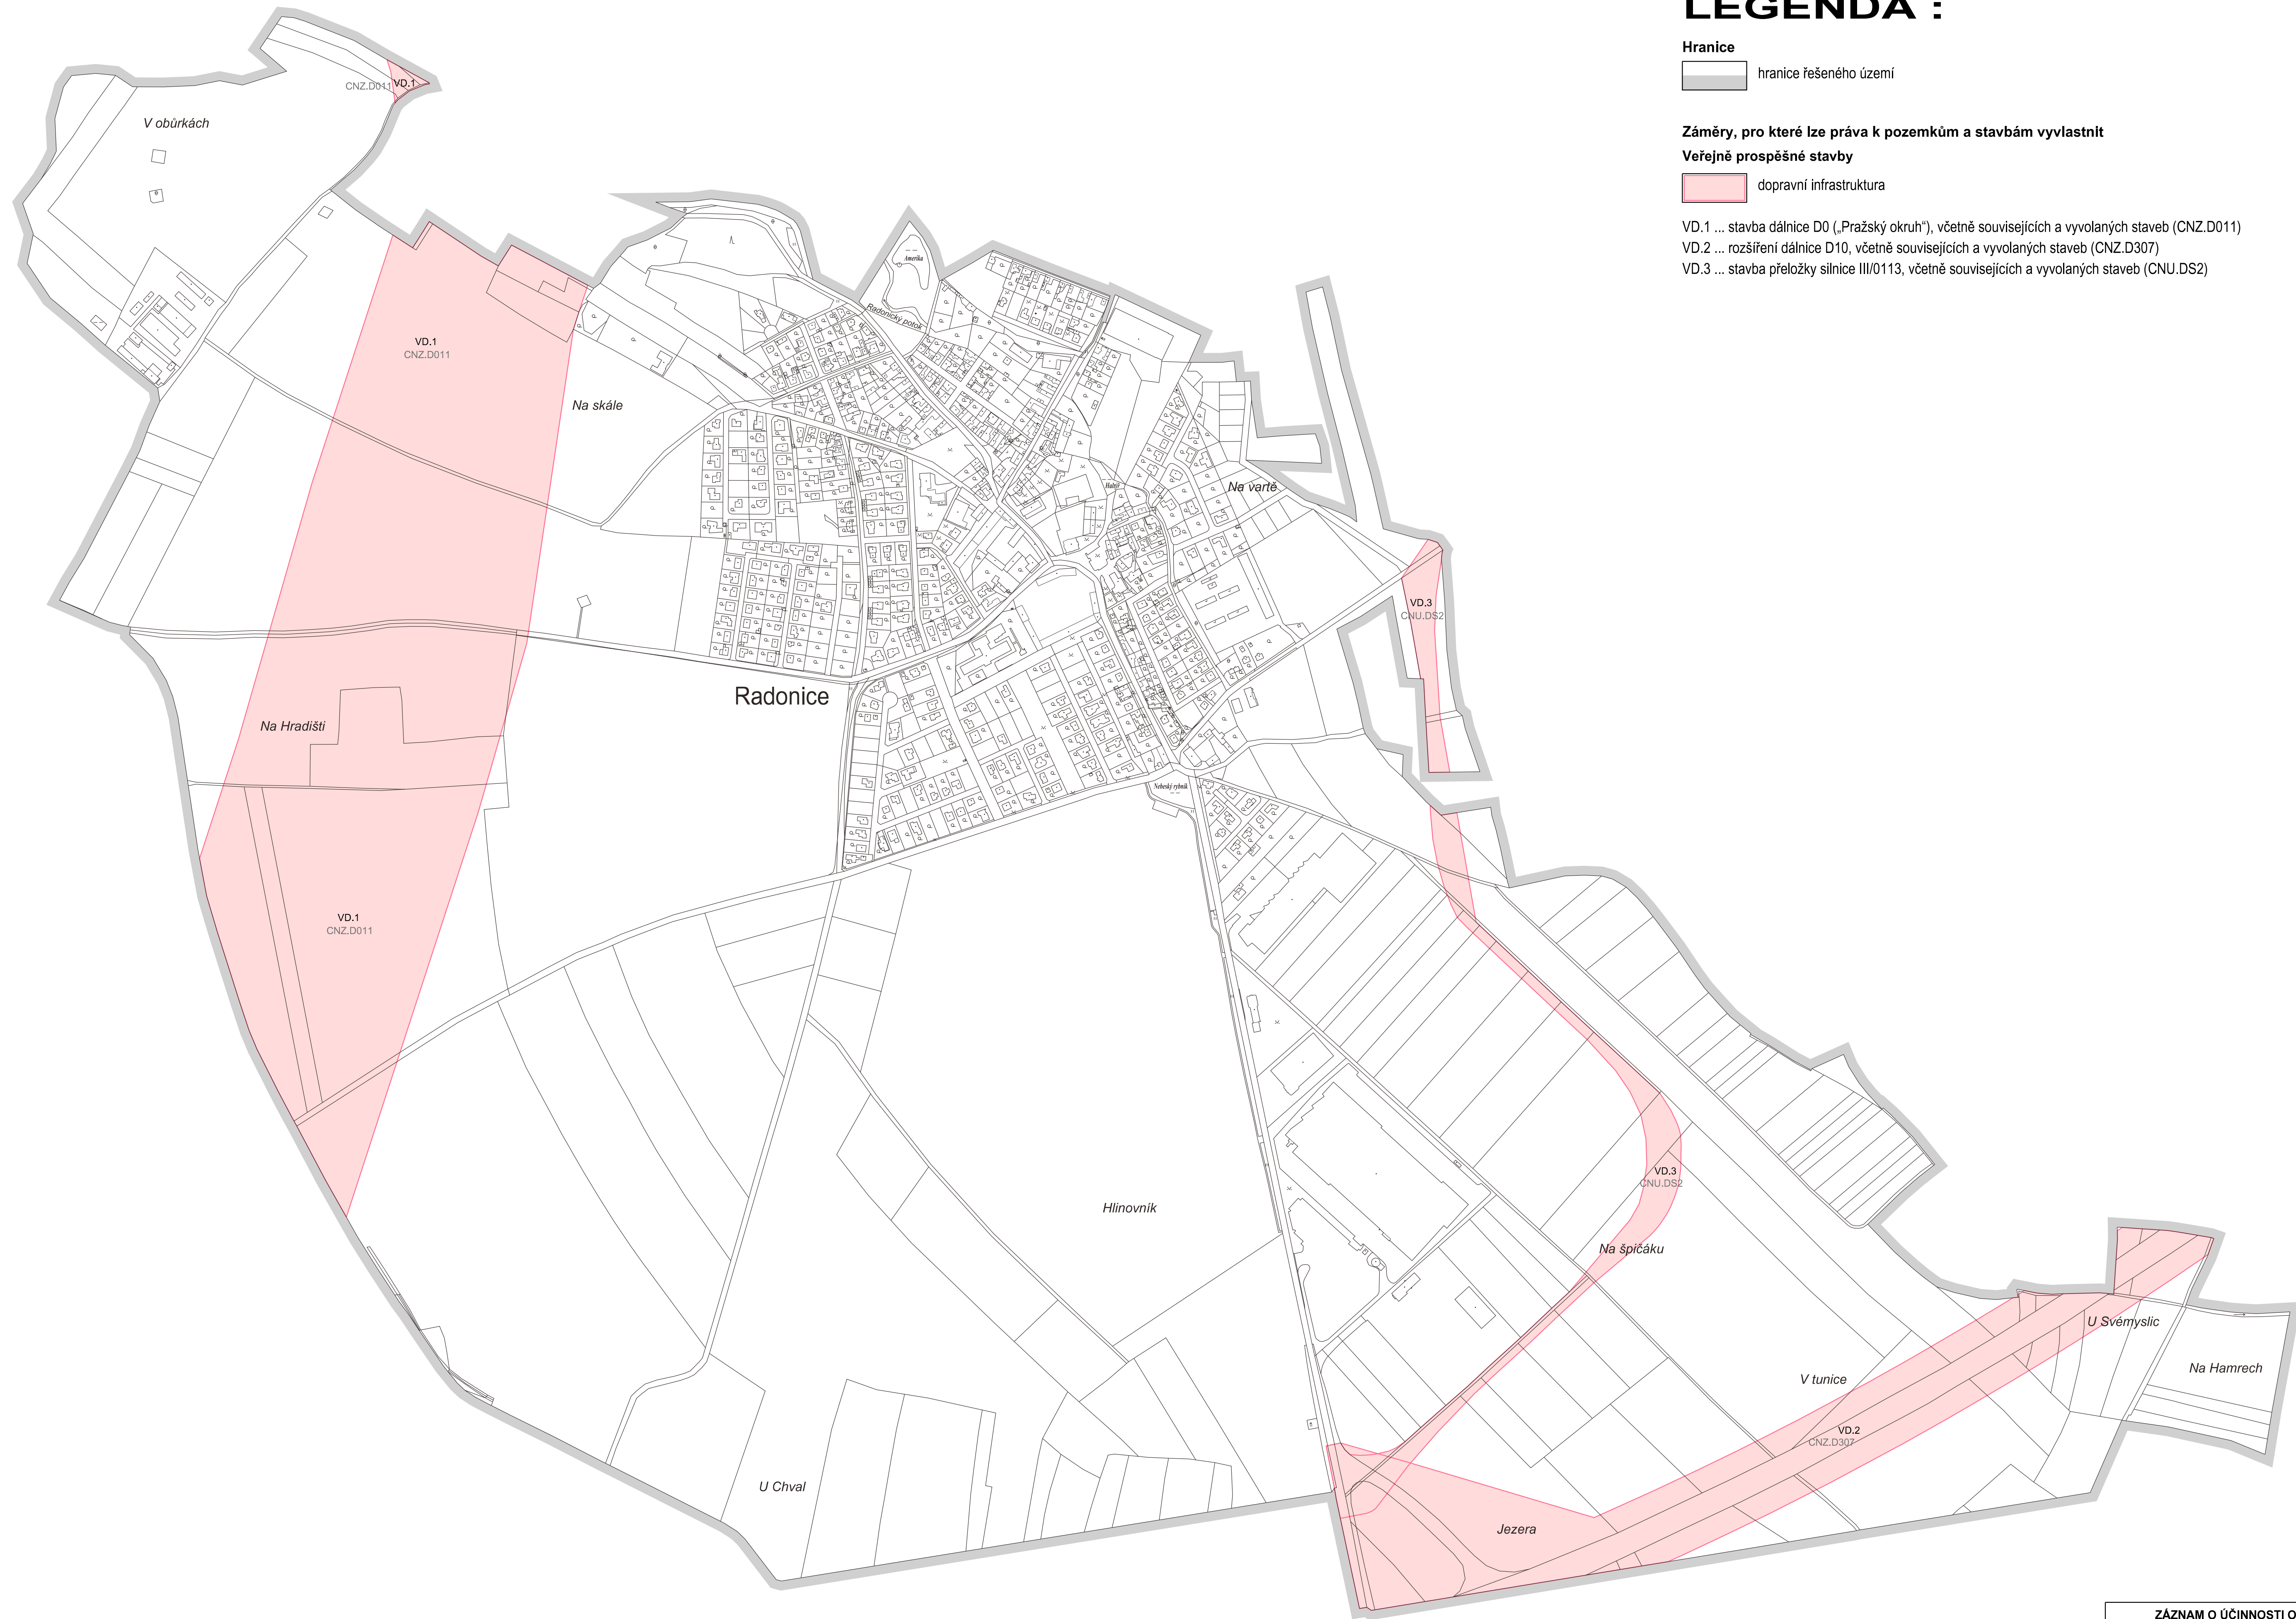 LEGENDA :
Hranice
hranice řešeného území
Záměry, pro které lze práva k pozemkům a stavbám vyvlastnit
Veřejně prospěšné stavby
dopravní infrastruktura
VD.1 ... stavba dálnice D0 („Pražský okruh“), včetně souvisejících a vyvolaných staveb (CNZ.D011)
VD.2 ... rozšíření dálnice D10, včetně souvisejících a vyvolaných staveb (CNZ.D307)
VD.3 ... stavba přeložky silnice III/0113, včetně souvisejících a vyvolaných staveb (CNU.DS2)
VD.1
CNZ.D011
V obůrkách
Amerika
Radonický potok
VD.1
CNZ.D011
Na skále
Haltýř
Na vartě
VD.3
CNU.DS2
Radonice
Na Hradišti
Nebeský rybník
VD.1
CNZ.D011
VD.3
CNU.DS2
Hlinovník
Na špičáku
U Svémyslic
Na Hamrech
V tunice
VD.2
CNZ.D307
U Chval
Jezera
ZÁZNAM O ÚČINNOSTI O